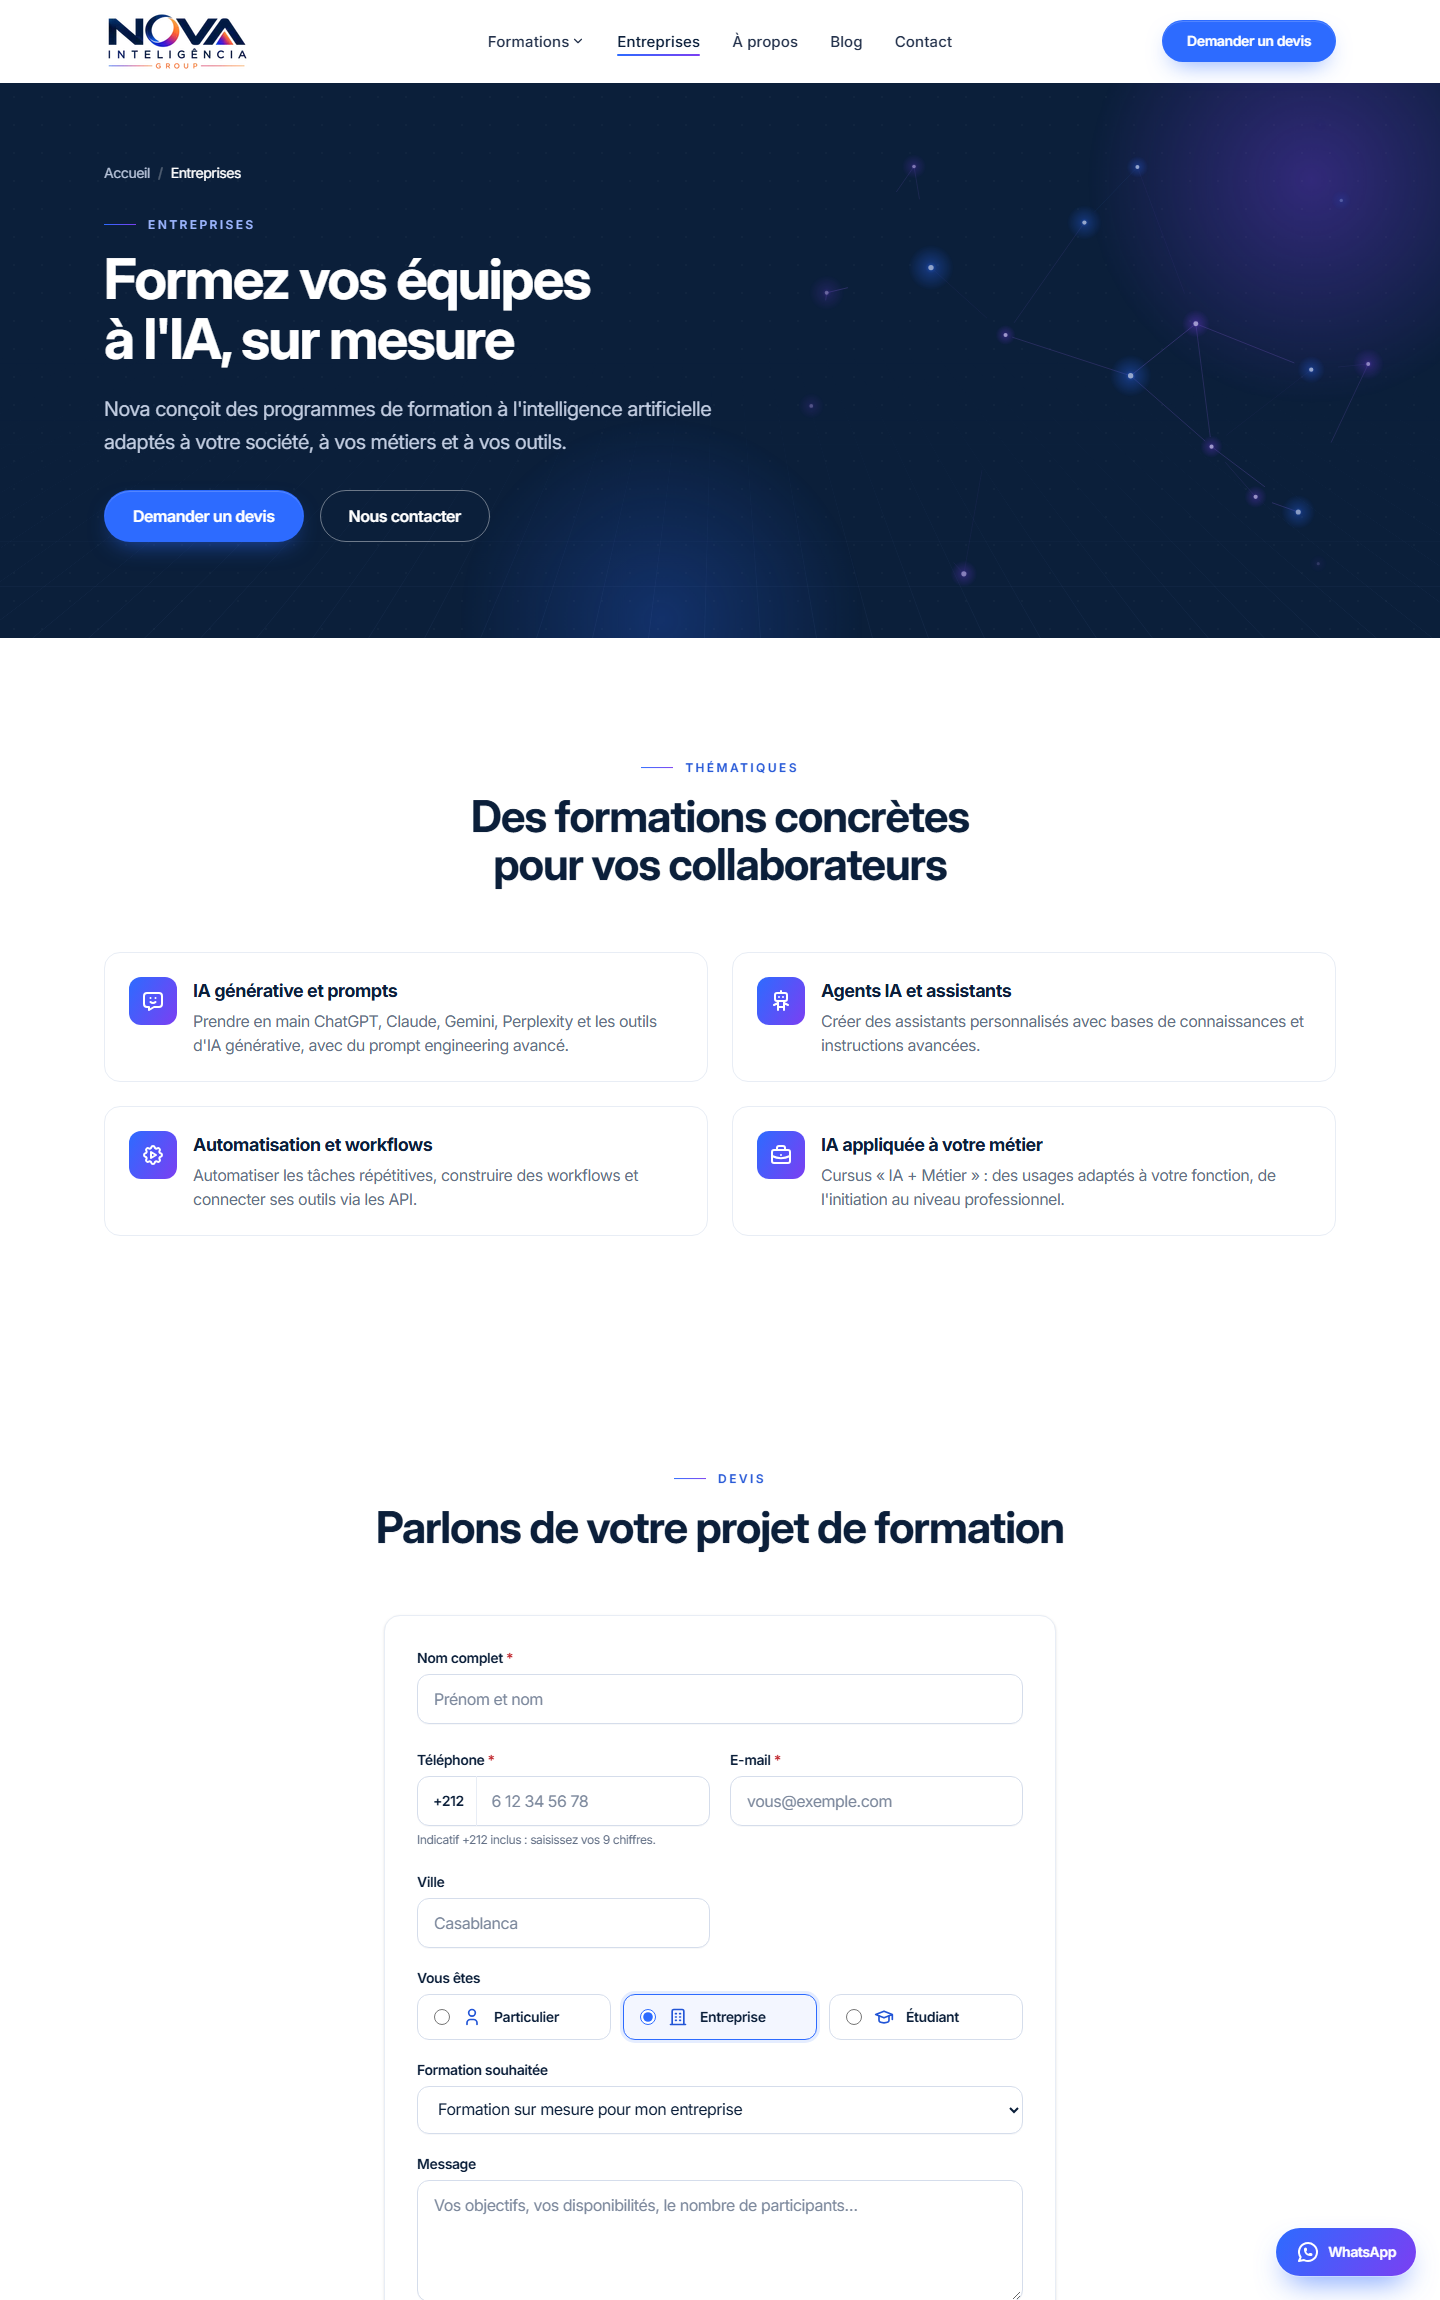 NOVA
INTELIGÊNCIA
GROUP
Formations
Entreprises
À propos
Blog
Contact
Demander un devis
Accueil / Entreprises
ENTREPRISES
Formez vos équipes
à l'IA, sur mesure
Nova conçoit des programmes de formation à l'intelligence artificielle
adaptés à votre société, à vos métiers et à vos outils.
Demander un devis
Nous contacter
THÉMATIQUES
Des formations concrètes
pour vos collaborateurs
IA générative et prompts
Prendre en main ChatGPT, Claude, Gemini, Perplexity et les outils
d'IA générative, avec du prompt engineering avancé.
Agents IA et assistants
Créer des assistants personnalisés avec bases de connaissances et
instructions avancées.
Automatisation et workflows
Automatiser les tâches répétitives, construire des workflows et
connecter ses outils via les API.
IA appliquée à votre métier
Cursus « IA + Métier » : des usages adaptés à votre fonction, de
l'initiation au niveau professionnel.
DEVIS
Parlons de votre projet de formation
Nom complet *
Prénom et nom
Téléphone *
+212
6 12 34 56 78
Indicatif +212 inclus : saisissez vos 9 chiffres.
E-mail *
vous@exemple.com
Ville
Casablanca
Vous êtes
Particulier
Entreprise
Étudiant
Formation souhaitée
Formation sur mesure pour mon entreprise
Message
Vos objectifs, vos disponibilités, le nombre de participants...
WhatsApp